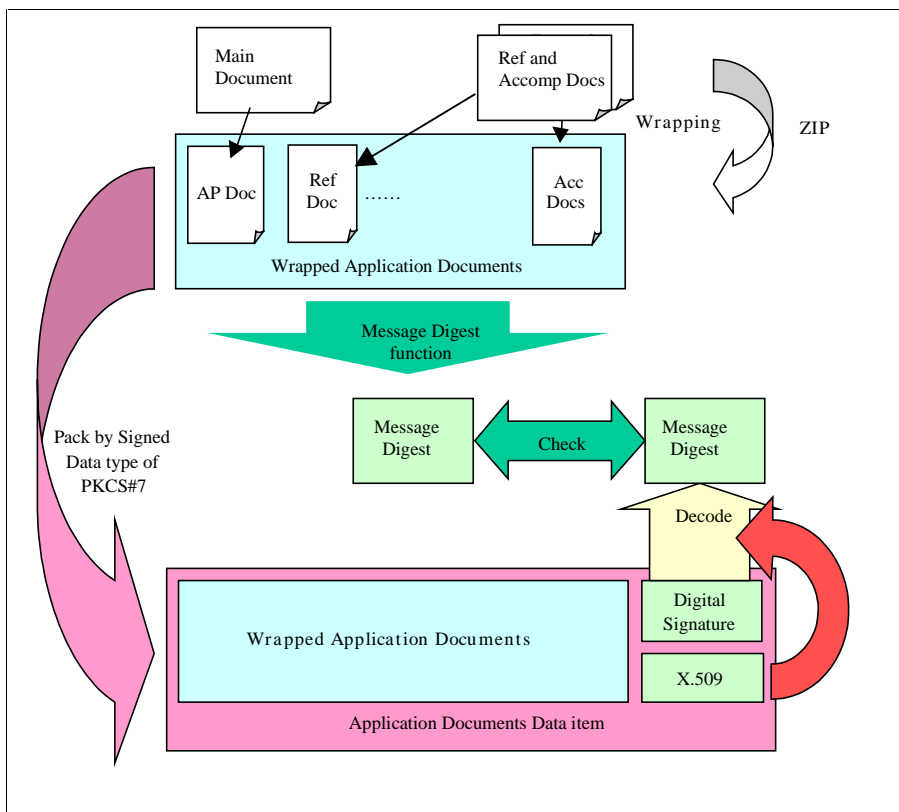 Main
Document
Ref and
Accomp Docs
Wrapping
ZIP
AP Doc
Ref
Doc
……
Acc
Docs
Wrapped Application Documents
Message Digest
function
Message
Digest
Check
Message
Digest
Pack by Signed
Data type of
PKCS#7
Decode
Digital
Signature
Wrapped Application Documents
X.509
Application Documents Data item